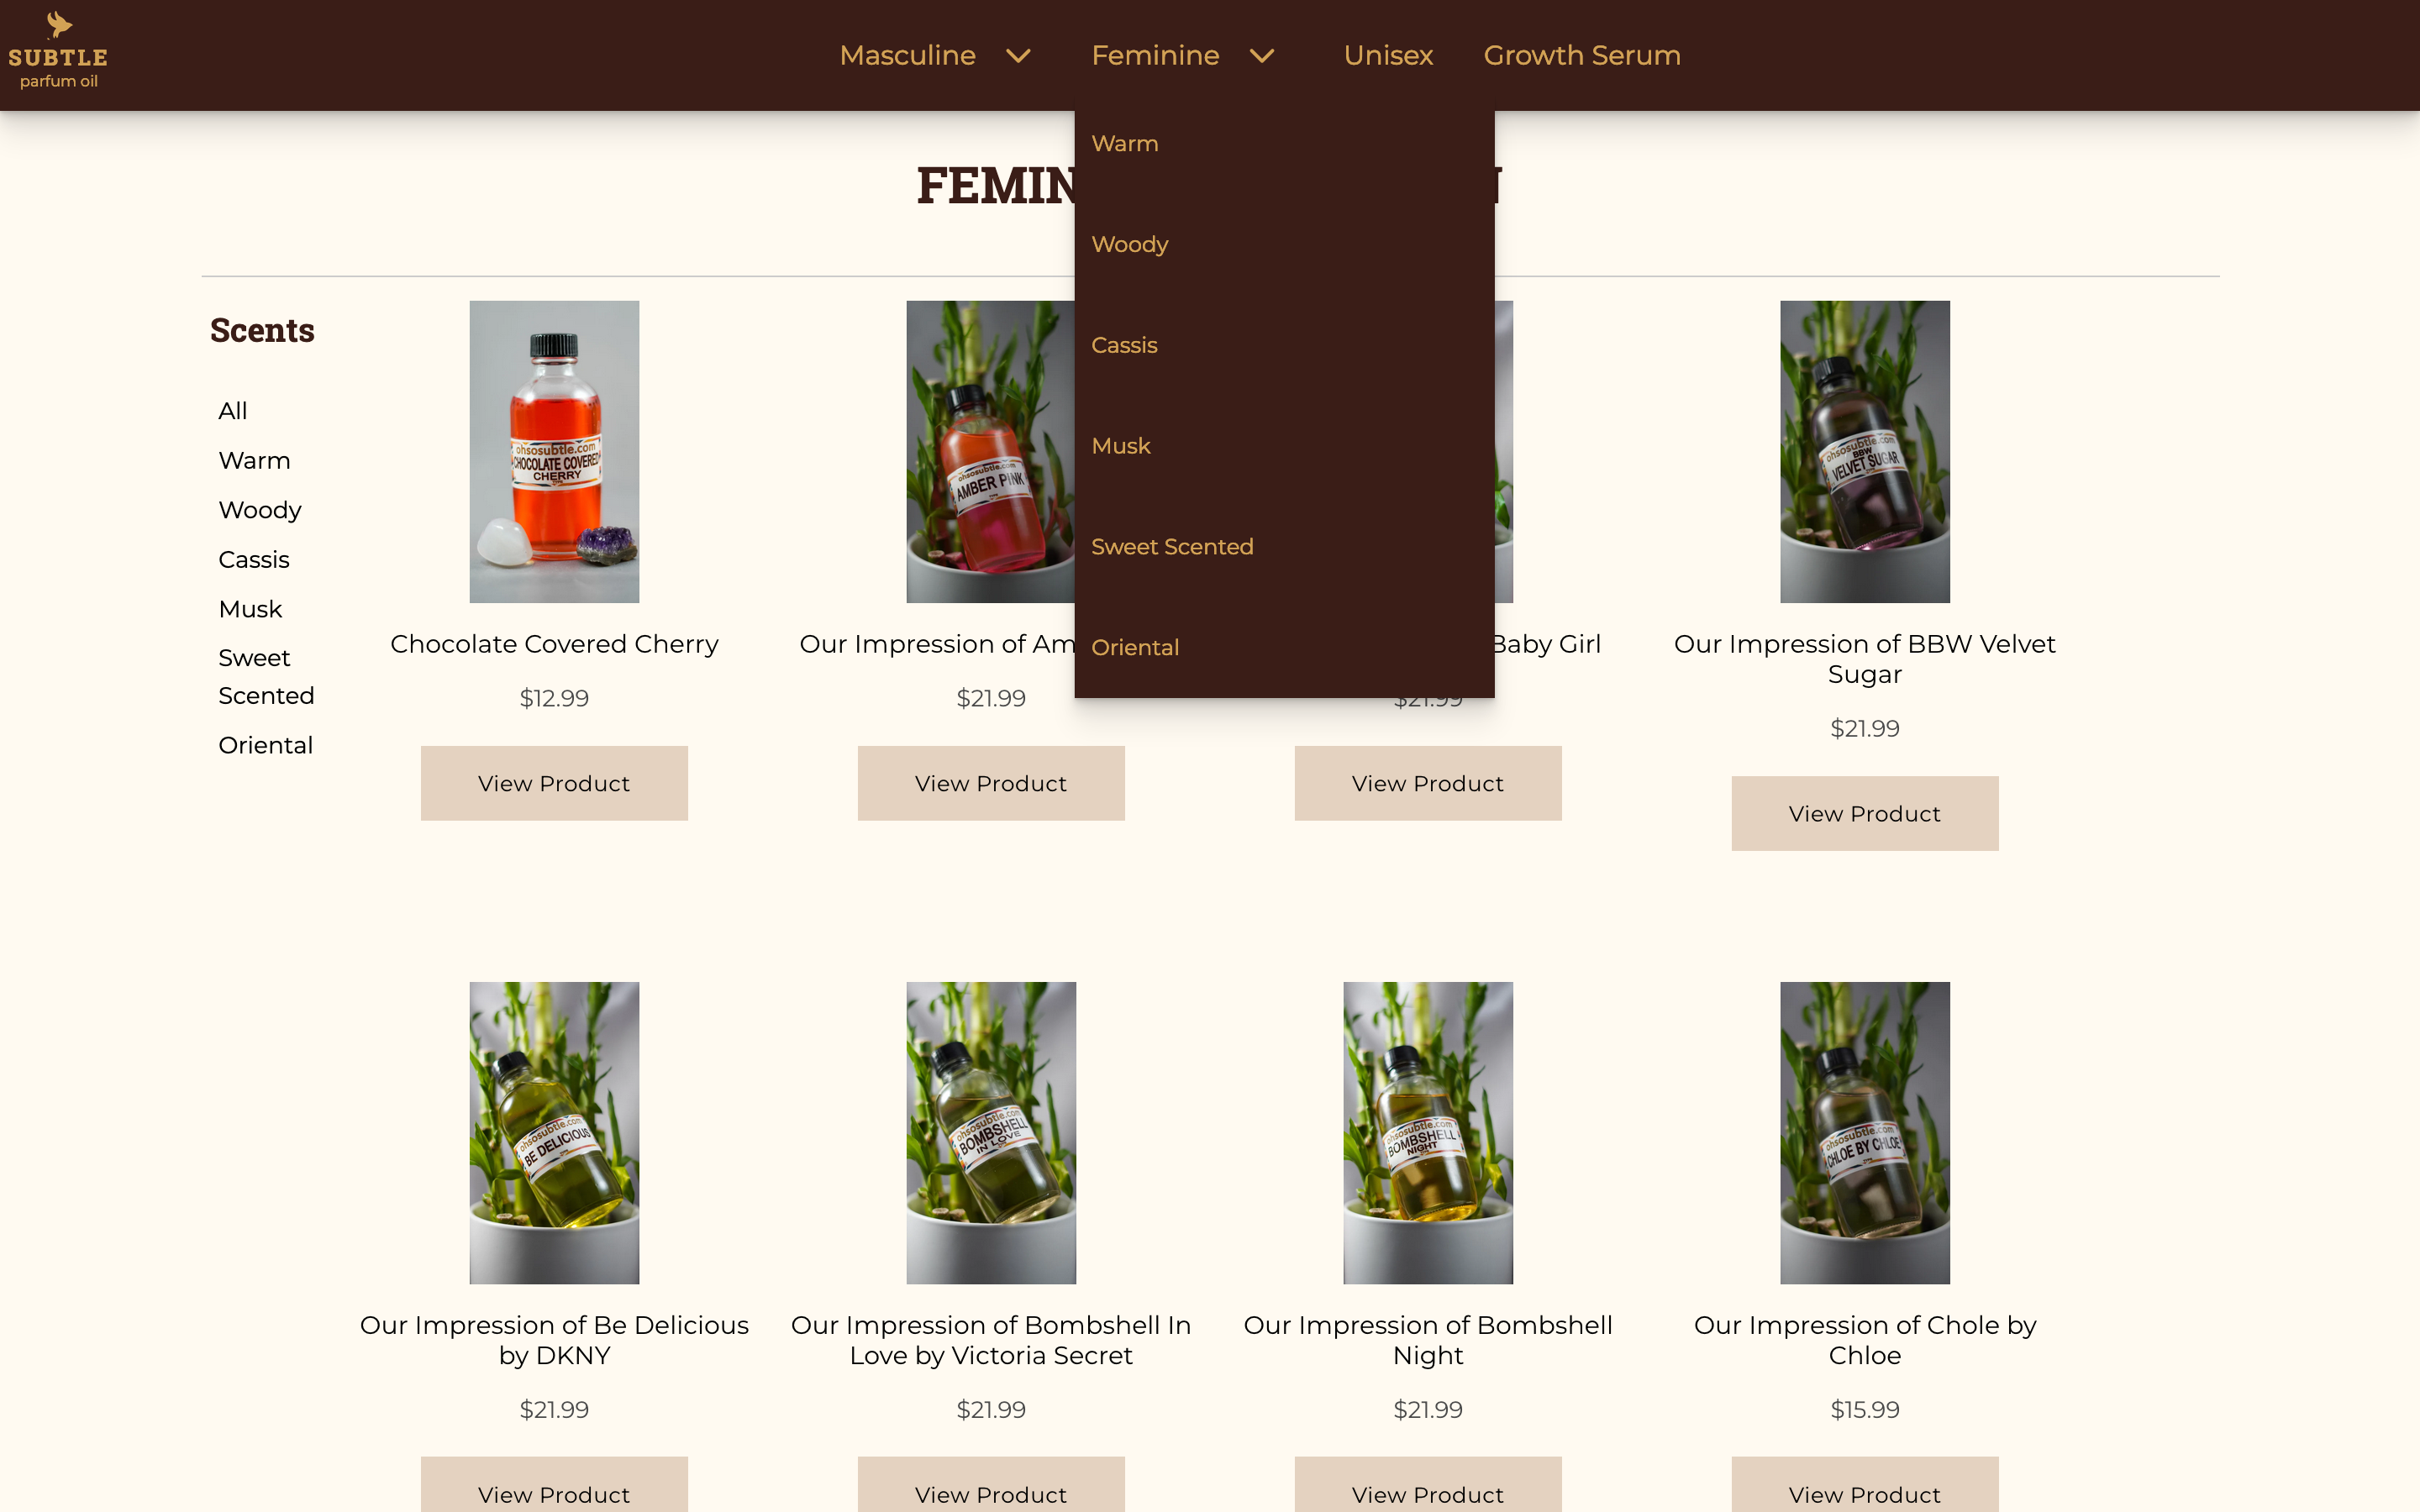 SUBTLE
parfum oil
Masculine
Feminine
Unisex
Growth Serum
Warm
Woody
Cassis
Musk
Sweet Scented
Oriental
FEMIN
N
Scents
All
Warm
Woody
Cassis
Musk
Sweet
Scented
Oriental
ohsosubtle.com
CHOCOLATE COVERED
CHERRY
Chocolate Covered Cherry
$12.99
View Product
ohsosubtle.com
AMBER PINK
Our Impression of Am
$21.99
View Product
Baby Girl
$21.99
View Product
ohsosubtle.com
BBW
VELVET SUGAR
Our Impression of BBW Velvet
Sugar
$21.99
View Product
ohsosubtle.com
BE DELICIOUS
Our Impression of Be Delicious
by DKNY
$21.99
View Product
ohsosubtle.com
BOMBSHELL
IN LOVE
Our Impression of Bombshell In
Love by Victoria Secret
$21.99
View Product
ohsosubtle.com
BOMBSHELL
NIGHT
Our Impression of Bombshell
Night
$21.99
View Product
ohsosubtle.com
CHLOE BY CHLOE
Our Impression of Chole by
Chloe
$15.99
View Product